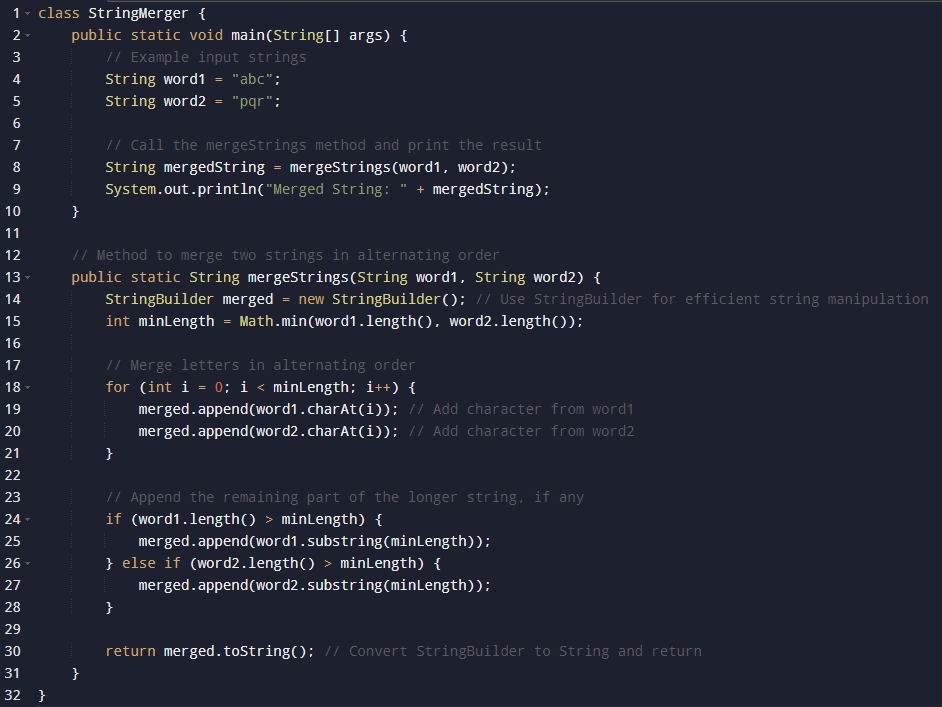 1 class StringMerger {
2     public static void main(String[] args) {
3         // Example input strings
4         String word1 = "abc";
5         String word2 = "pqr";
6
7         // Call the mergeStrings method and print the result
8         String mergedString = mergeStrings(word1, word2);
9         System.out.println("Merged String: " + mergedString);
10     }
11
12     // Method to merge two strings in alternating order
13     public static String mergeStrings(String word1, String word2) {
14         StringBuilder merged = new StringBuilder(); // Use StringBuilder for efficient string manipulation
15         int minLength = Math.min(word1.length(), word2.length());
16
17         // Merge letters in alternating order
18         for (int i = 0; i < minLength; i++) {
19             merged.append(word1.charAt(i)); // Add character from word1
20             merged.append(word2.charAt(i)); // Add character from word2
21         }
22
23         // Append the remaining part of the longer string, if any
24         if (word1.length() > minLength) {
25             merged.append(word1.substring(minLength));
26         } else if (word2.length() > minLength) {
27             merged.append(word2.substring(minLength));
28         }
29
30         return merged.toString(); // Convert StringBuilder to String and return
31     }
32 }